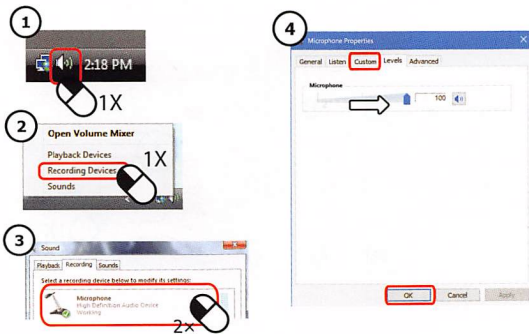 1
2:18 PM
1X
2
Open Volume Mixer
Playback Devices
Recording Devices
1X
Sounds
3
Sound
Playback Recording Sounds
Select a recording device below to modify its settings:
Microphone
High Definition Audio Device
Working
2×
4
Microphone Properties
General Listen Custom Levels Advanced
Microphone
100
OK Cancel Apply